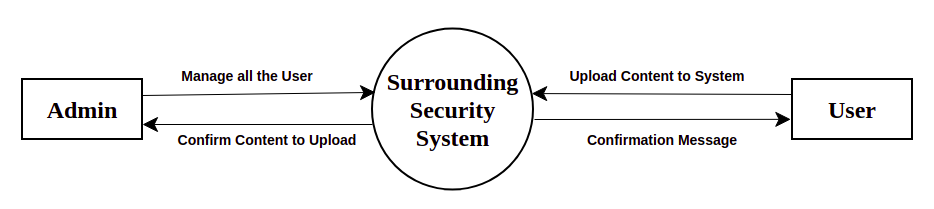 Manage all the User
Upload Content to System
Admin
Surrounding
Security
System
User
Confirm Content to Upload
Confirmation Message